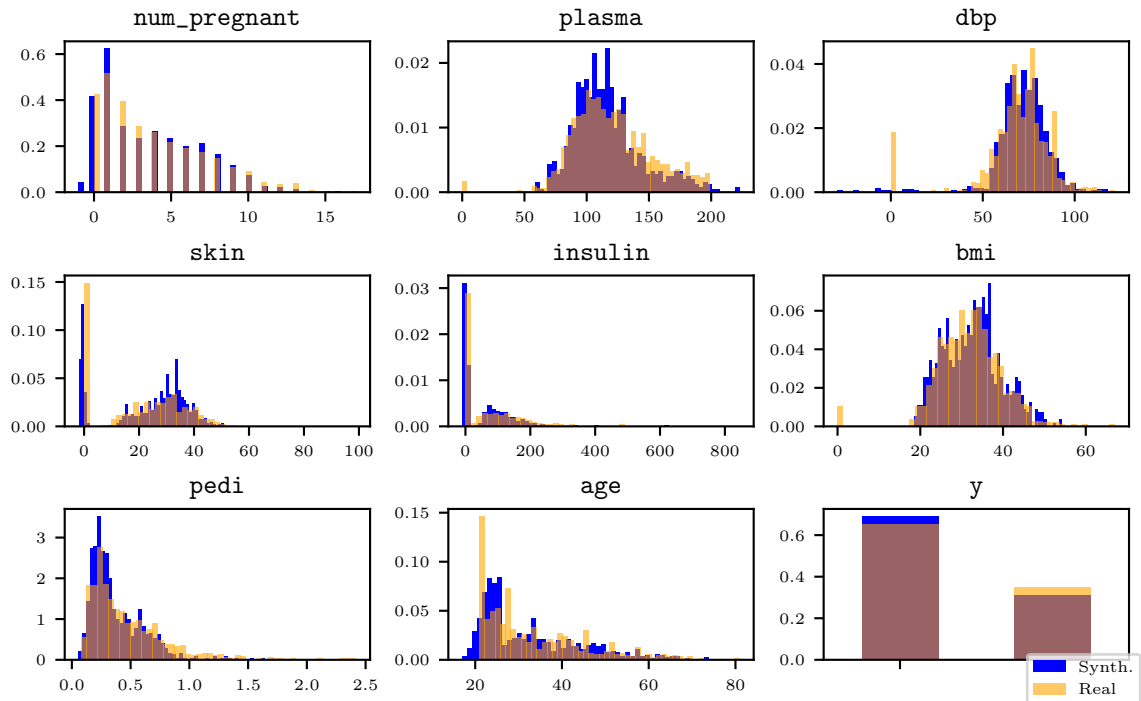 num_pregnant plasma dbp
0.6
0.4
0.2
0.0
0 5 10 15
0.02
0.01
0.00
0 100 200
0.04
0.02
0.00
0 50 100
skin insulin bmi
0.15
0.10
0.05
0.00
0 20 40 60 80 100
0.03
0.02
0.01
0.00
0 200 400 600 800
0.06
0.04
0.02
0.00
0 20 40 60
pedi age y
3
2
1
0
0.0 0.5 1.0 1.5 2.0 2.5
0.15
0.10
0.05
0.00
20 40 60 80
0.6
0.4
0.2
0.0
Synth.
Real